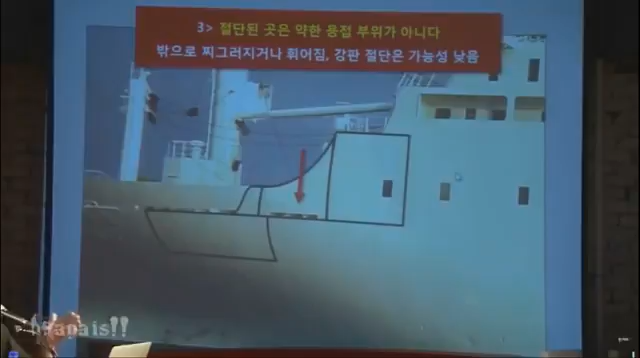 3> 절단된 곳은 약한 용접 부위가 아니다
밖으로 찌그러지거나 휘어짐, 강판 절단은 가능성 낮음